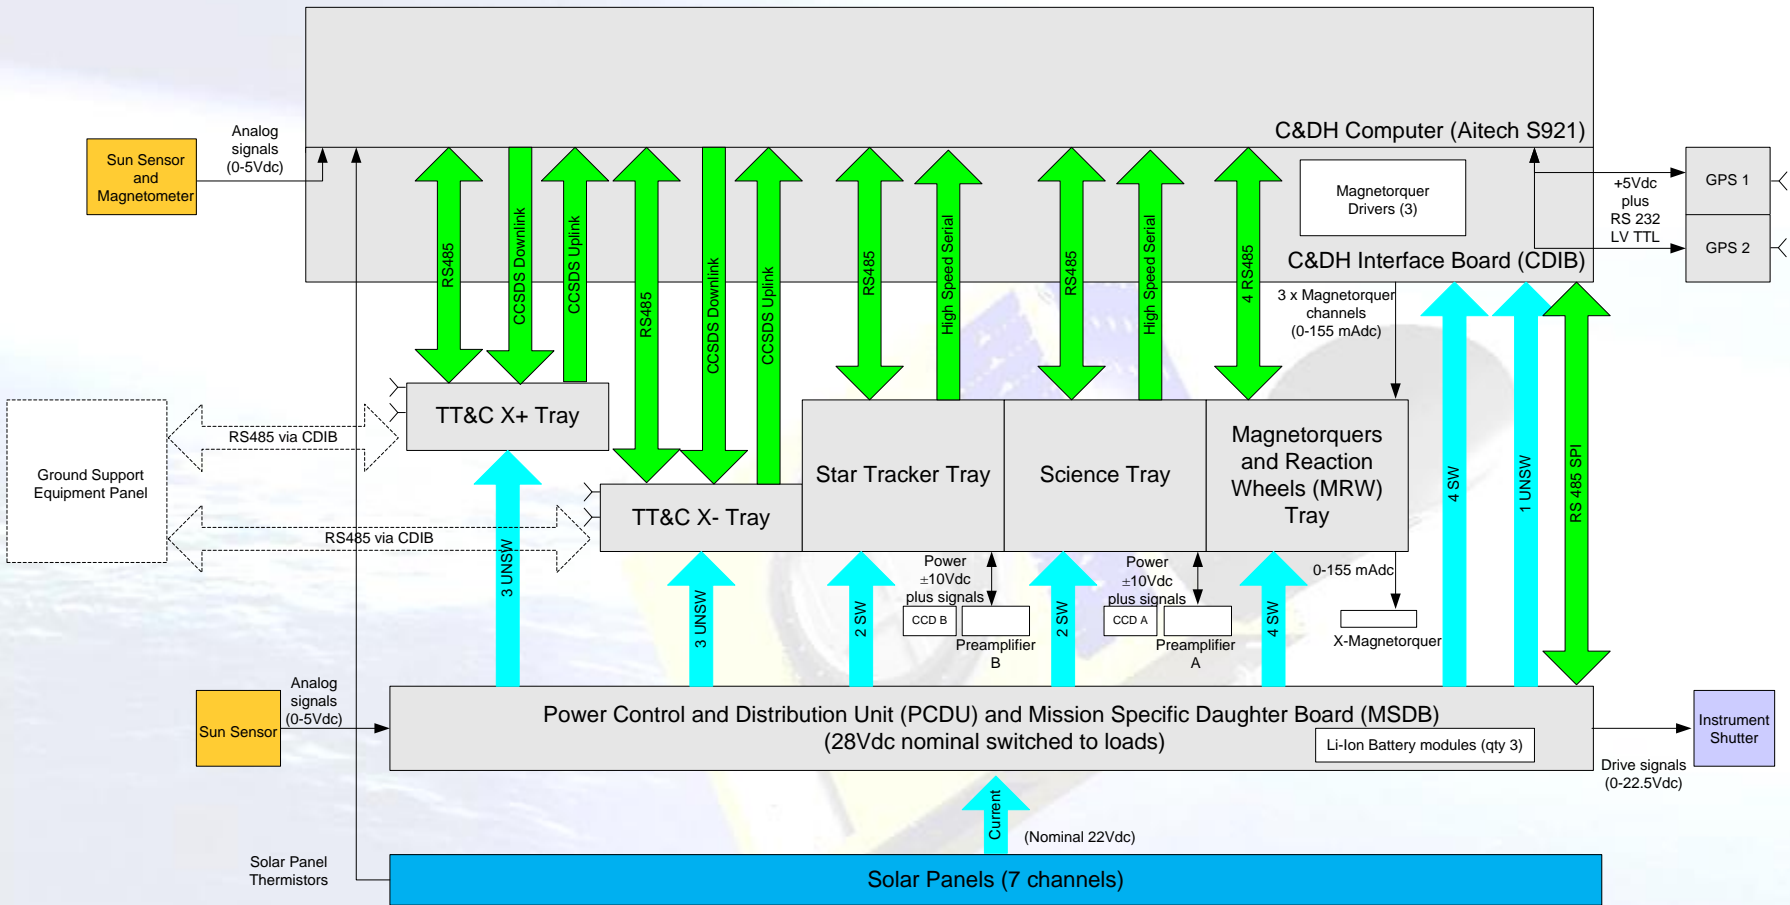 C&DH Computer (Aitech S921)
Analog
signals
(0-5Vdc)
Sun Sensor
and
Magnetometer
Magnetorquer
Drivers (3)
C&DH Interface Board (CDIB)
+5Vdc
plus
RS 232
LV TTL
GPS 1
GPS 2
RS485
CCSDS Downlink
CCSDS Uplink
RS485
CCSDS Downlink
CCSDS Uplink
RS485
High Speed Serial
RS485
High Speed Serial
4 RS485
3 x Magnetorquer
channels
(0-155 mAdc)
4 SW
1 UNSW
RS 485 SPI
Ground Support
Equipment Panel
RS485 via CDIB
RS485 via CDIB
TT&C X+ Tray
TT&C X- Tray
Star Tracker Tray
Science Tray
Magnetorquers
and Reaction
Wheels (MRW)
Tray
3 UNSW
3 UNSW
2 SW
Power
±10Vdc
plus signals
CCD B
Preamplifier
B
2 SW
Power
±10Vdc
plus signals
CCD A
Preamplifier
A
4 SW
0-155 mAdc
X-Magnetorquer
Analog
signals
(0-5Vdc)
Sun Sensor
Power Control and Distribution Unit (PCDU) and Mission Specific Daughter Board (MSDB)
(28Vdc nominal switched to loads)
Li-Ion Battery modules (qty 3)
Instrument
Shutter
Drive signals
(0-22.5Vdc)
Current
(Nominal 22Vdc)
Solar Panel
Thermistors
Solar Panels (7 channels)